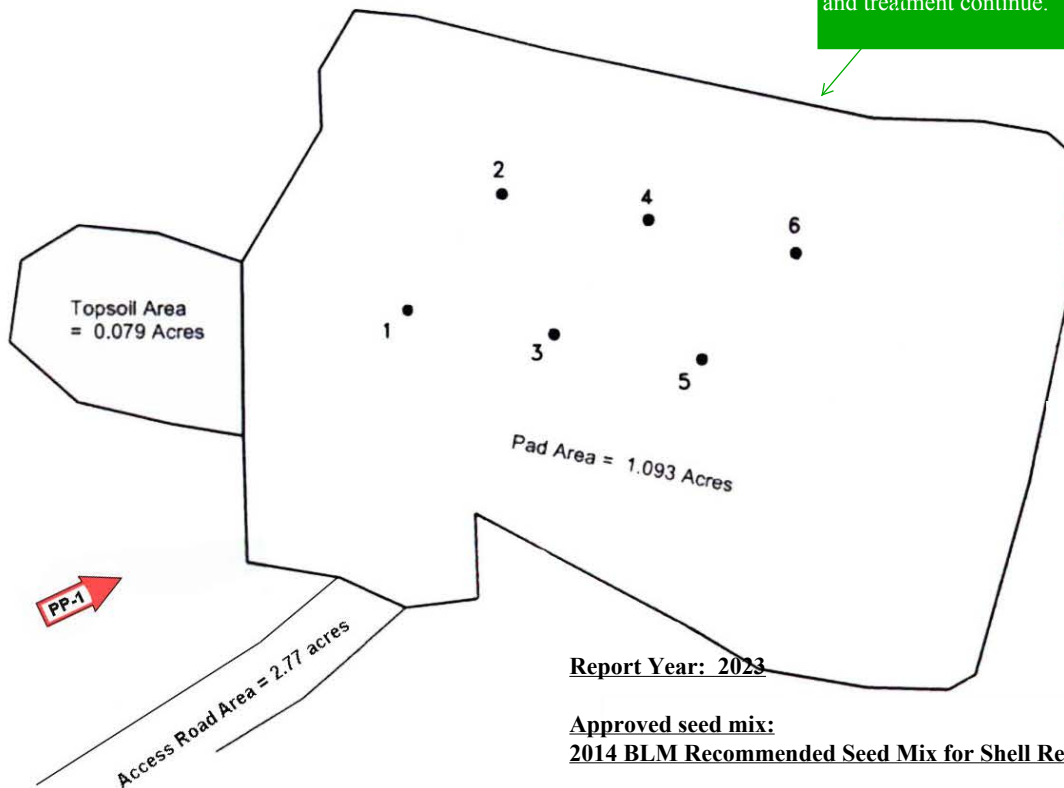 and treatment continue.
2
4
6
Topsoil Area
= 0.079 Acres
1
3
5
Pad Area = 1.093 Acres
PP-1
Access Road Area = 2.77 acres
Report Year: 2023
Approved seed mix:
2014 BLM Recommended Seed Mix for Shell Re